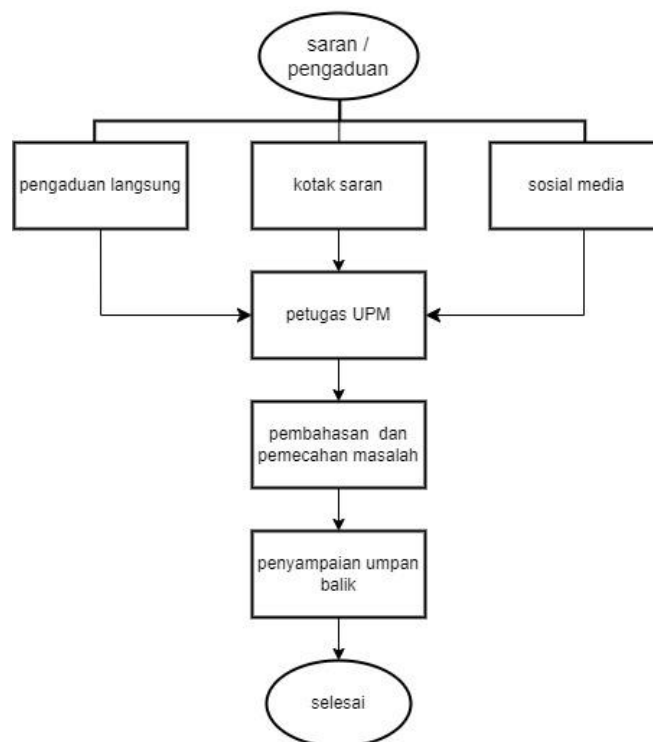 saran /
pengaduan
pengaduan langsung
kotak saran
sosial media
petugas UPM
pembahasan dan
pemecahan masalah
penyampaian umpan
balik
selesai